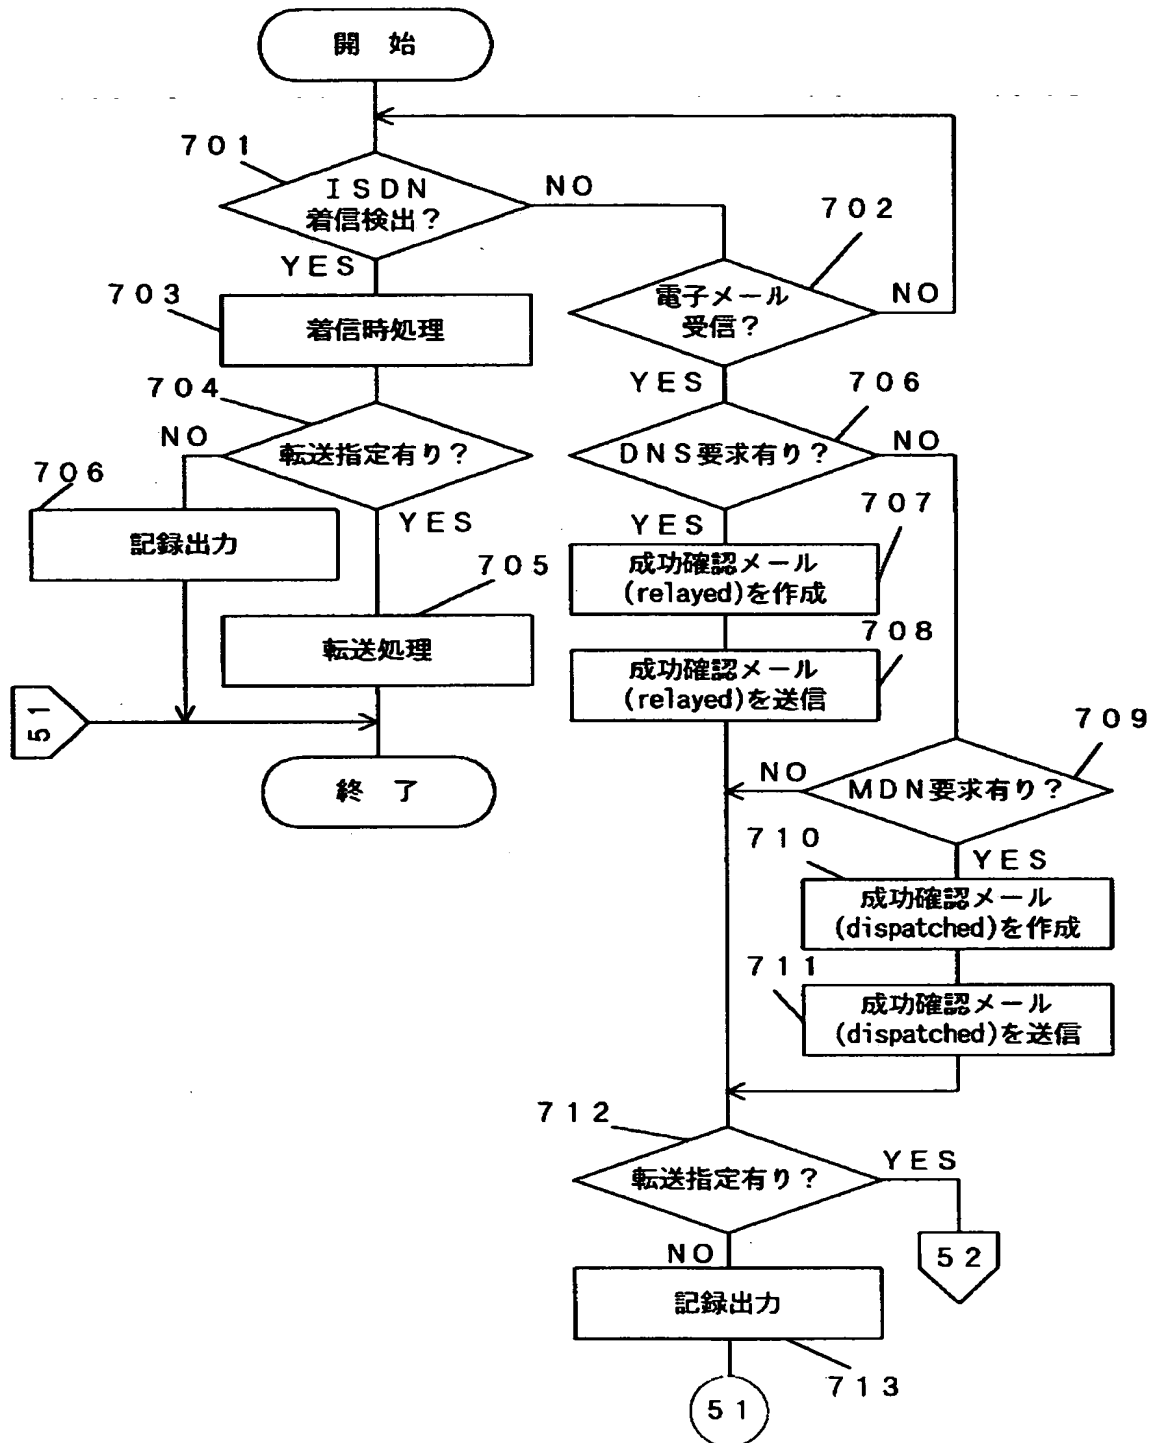 開 始
701
ISDN
着信検出？
NO
YES
702
電子メール
受信？
NO
YES
703
着信時処理
704
転送指定有り？
NO
YES
706
記録出力
705
転送処理
51
終 了
706
DNS要求有り？
NO
YES
707
成功確認メール
(relayed)を作成
708
成功確認メール
(relayed)を送信
709
MDN要求有り？
NO
YES
710
成功確認メール
(dispatched)を作成
711
成功確認メール
(dispatched)を送信
712
転送指定有り？
YES
52
NO
記録出力
713
51